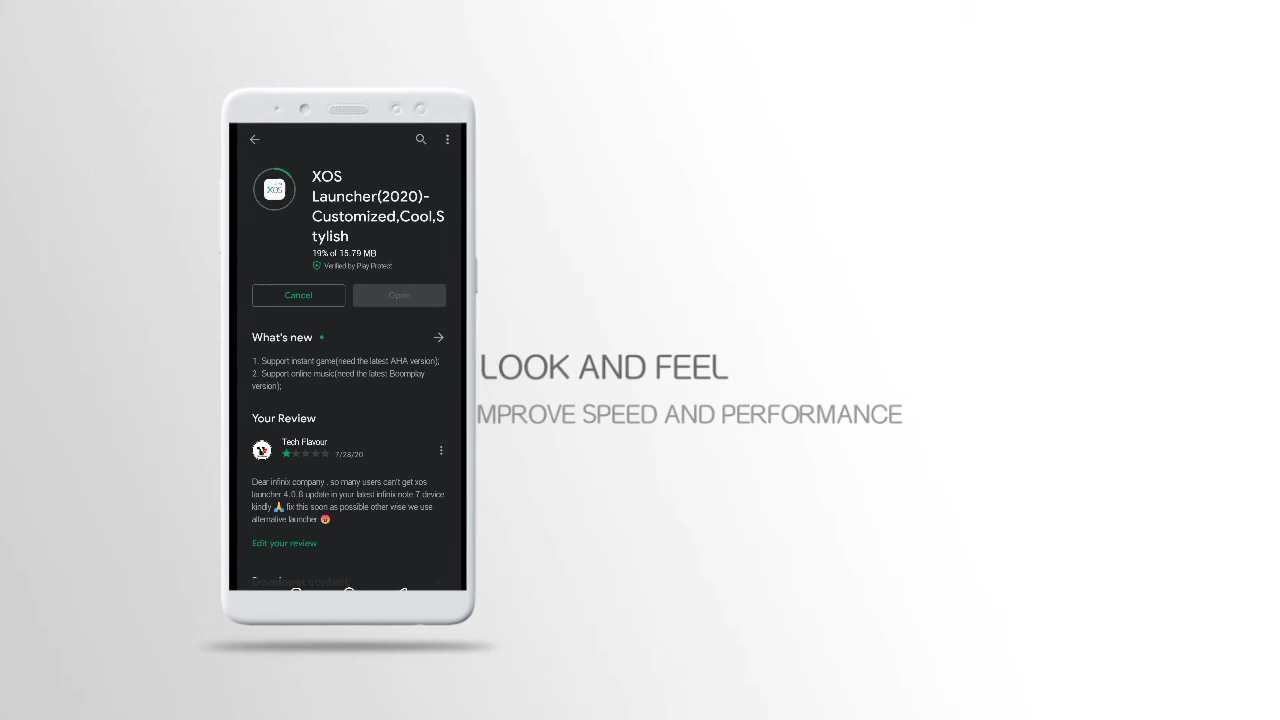 XOS
XOS
Launcher(2020)-
Customized,Cool,S
tylish
19% of 15.79 MB
Verified by Play Protect
Cancel
Open
What's new
1. Support instant game(need the latest AHA version);
2. Support online music(need the latest Boomplay
version);
Your Review
Tech Flavour
7/28/20
Dear infinix company . so many users can't get xos
launcher 4.0.8 update in your latest infinix note 7 device
kindly 🙏 fix this soon as possible other wise we use
alternative launcher 😡
Edit your review
Developer contact
LOOK AND FEEL
MPROVE SPEED AND PERFORMANCE